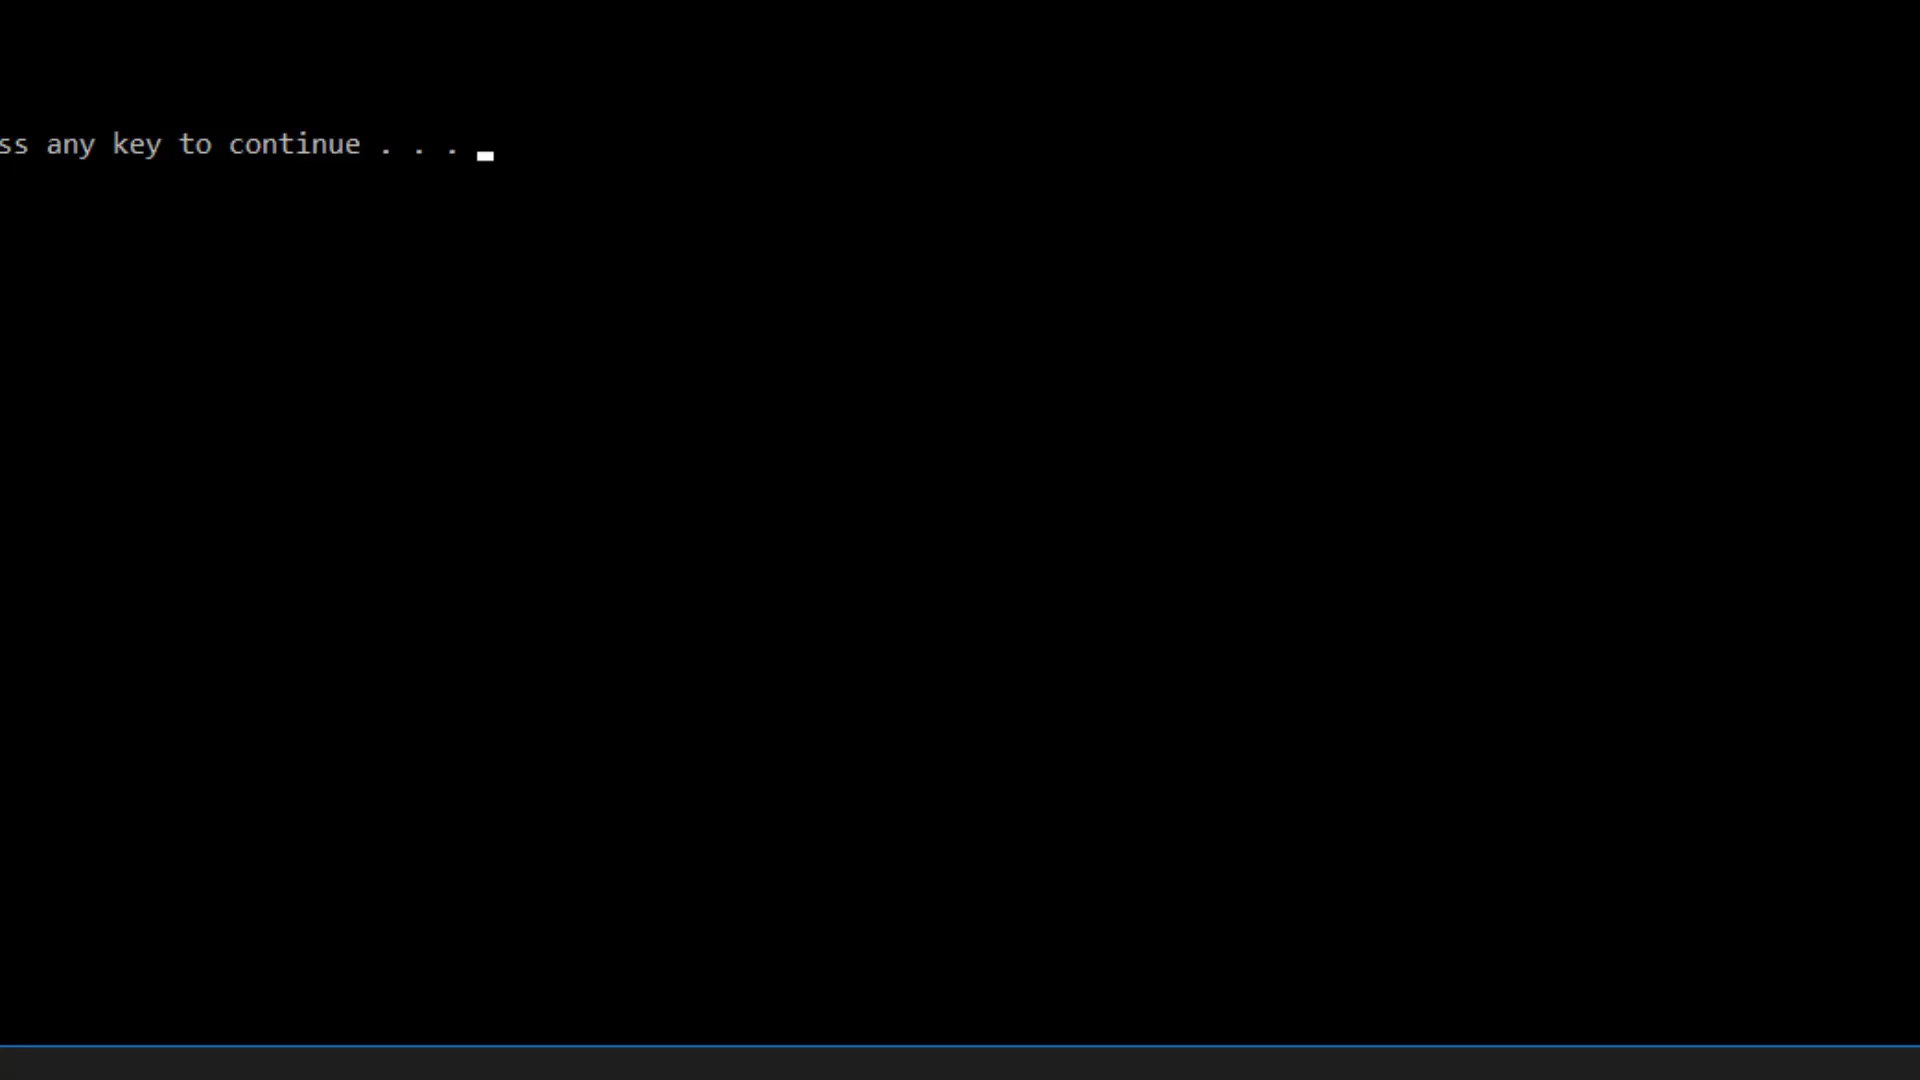 ss any key to continue . . .